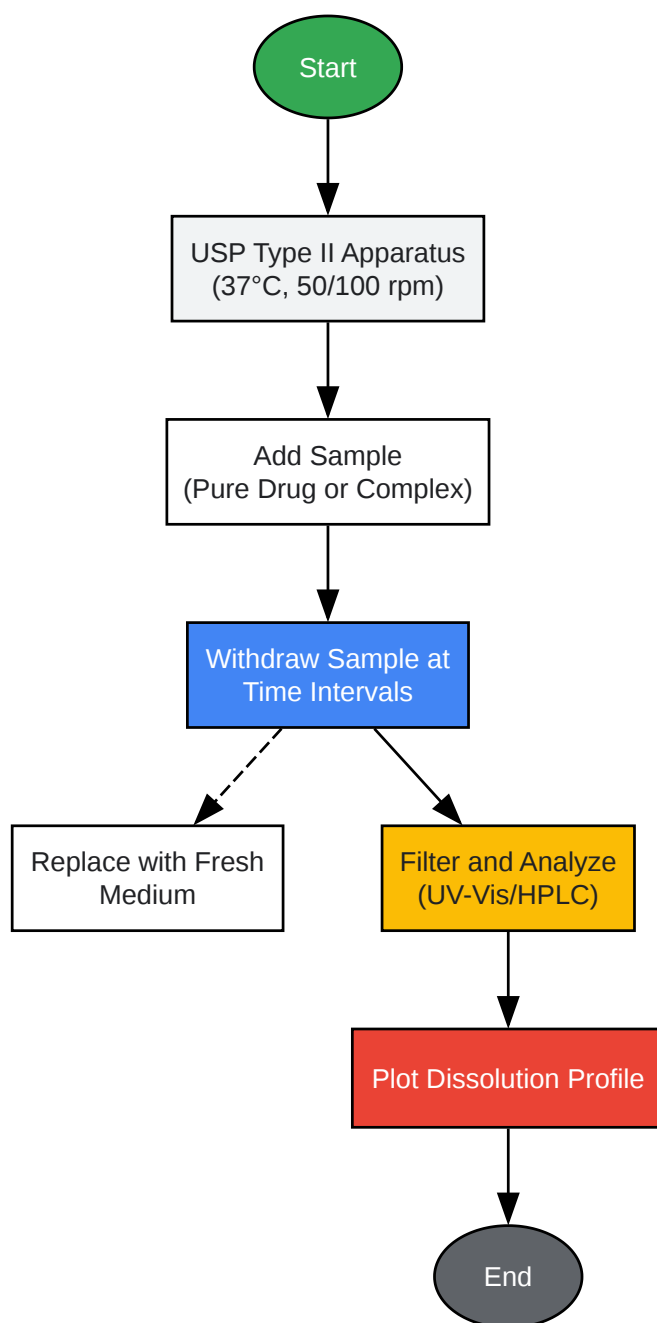 Start
USP Type II Apparatus
(37°C, 50/100 rpm)
Add Sample
(Pure Drug or Complex)
Withdraw Sample at
Time Intervals
Replace with Fresh
Medium
Filter and Analyze
(UV-Vis/HPLC)
Plot Dissolution Profile
End